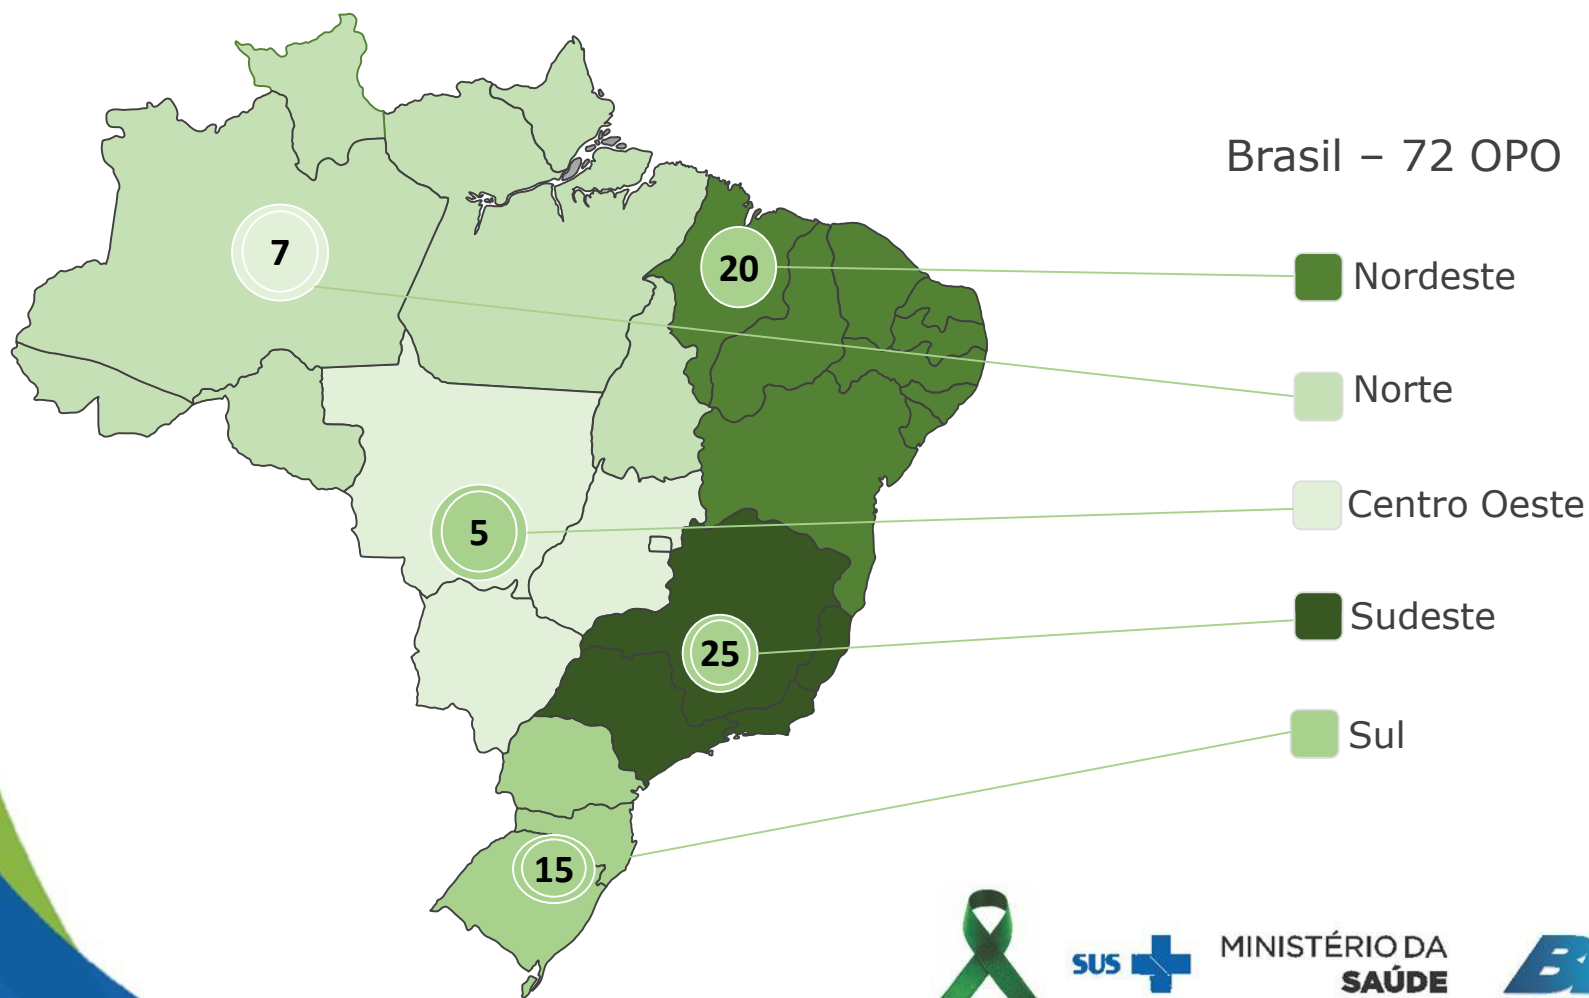 Brasil – 72 OPO
7
20
Nordeste
Norte
5
Centro Oeste
25
Sudeste
Sul
15
SUS
MINISTÉRIO DA
SAÚDE